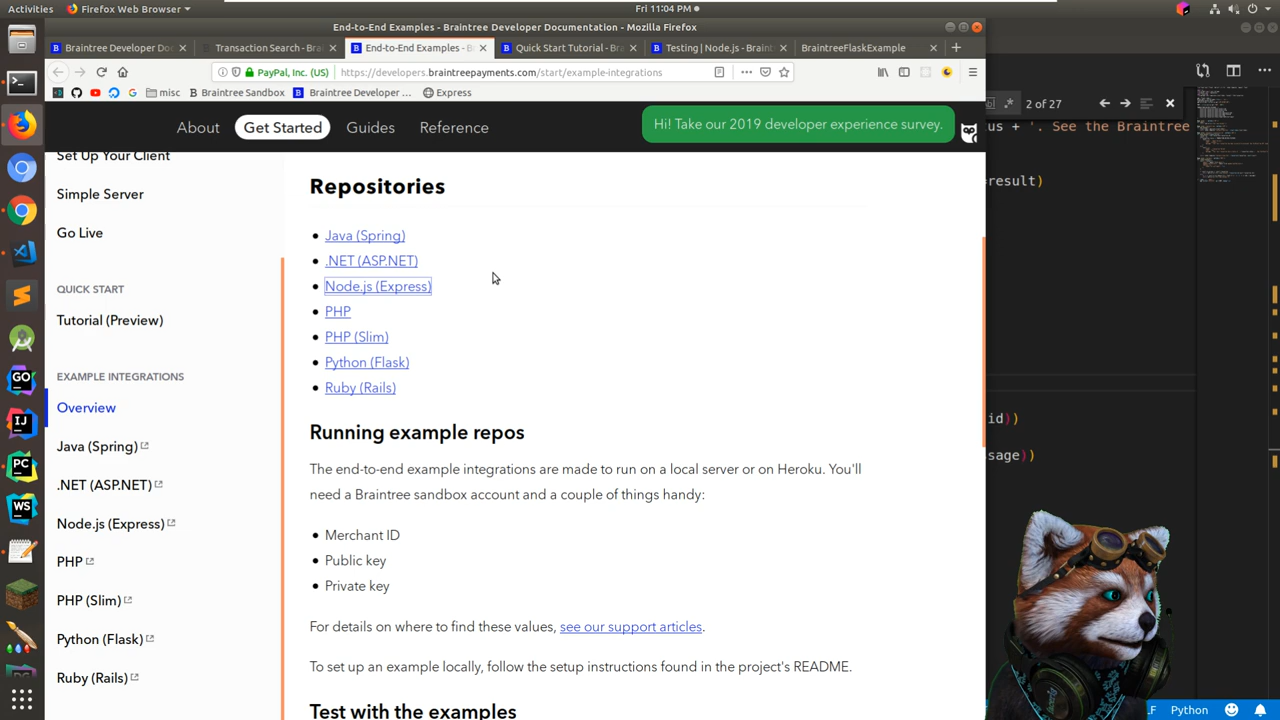 Activities
Firefox Web Browser
Fri 11:04 PM
End-to-End Examples - Braintree Developer Documentation - Mozilla Firefox
Braintree Developer Doc
Transaction Search - Brain
End-to-End Examples - B
Quick Start Tutorial - Bra
Testing | Node.js - Braintr
BraintreeFlaskExample
PayPal, Inc. (US)
https://developers.braintreepayments.com/start/example-integrations
misc
Braintree Sandbox
Braintree Developer ...
Express
2 of 27
About
Get Started
Guides
Reference
Hi! Take our 2019 developer experience survey.
us + '. See the Braintree
=result)
id))
sage))
Set Up Your Client
Simple Server
Go Live
QUICK START
Tutorial (Preview)
EXAMPLE INTEGRATIONS
Overview
Java (Spring)
.NET (ASP.NET)
Node.js (Express)
PHP
PHP (Slim)
Python (Flask)
Ruby (Rails)
Repositories
Java (Spring)
.NET (ASP.NET)
Node.js (Express)
PHP
PHP (Slim)
Python (Flask)
Ruby (Rails)
Running example repos
The end-to-end example integrations are made to run on a local server or on Heroku. You'll
need a Braintree sandbox account and a couple of things handy:
Merchant ID
Public key
Private key
For details on where to find these values, see our support articles.
To set up an example locally, follow the setup instructions found in the project's README.
Test with the examples
GO
IJ
PC
WS
LF
Python